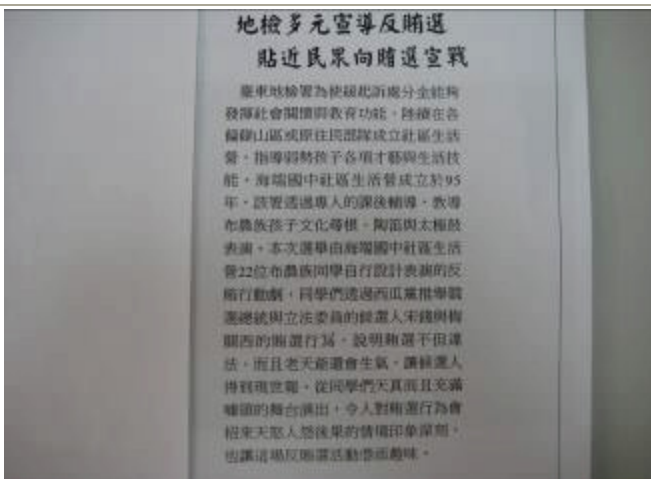 地檢多元宣導反賄選
貼近民眾向賄選宣戰
臺東地檢署為使緩起訴處分金能夠
發揮社會關懷與教育功能，陸續在各
偏鄉山區或原住民部落成立社區生活
營，指導弱勢孩子各項才藝與生活技
能。海端國中社區生活營成立於95
年，該署透過專人的課後輔導，教導
布農族孩子文化尋根、陶笛與太極鼓
表演。本次選舉由海端國中社區生活
營22位布農族同學自行設計表演的反
賄行動劇，同學們透過西瓜黨推舉競
選總統與立法委員的候選人宋錢與梅
關西的賄選行為，說明賄選不但違
法，而且老天爺還會生氣，讓候選人
得到現世報。從同學們天真而且充滿
噱頭的舞台演出，令人對賄選行為會
招來天怒人怨後果的情境印象深刻，
也讓這場反賄選活動倍添趣味。